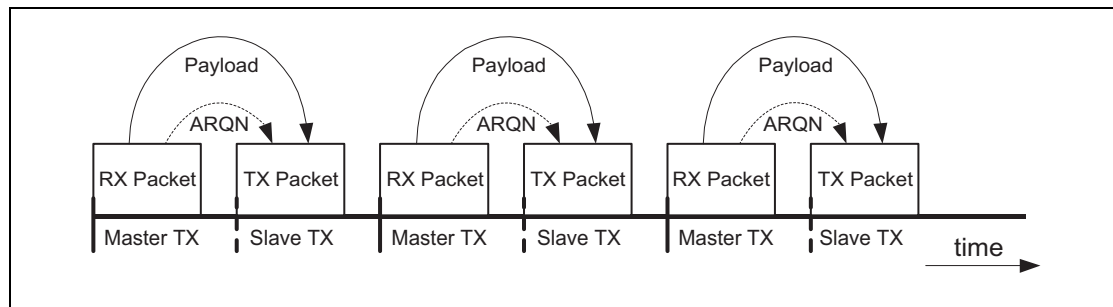 Payload Payload Payload
ARQN ARQN ARQN
RX Packet TX Packet RX Packet TX Packet RX Packet TX Packet
Master TX Slave TX Master TX Slave TX Master TX Slave TX
time